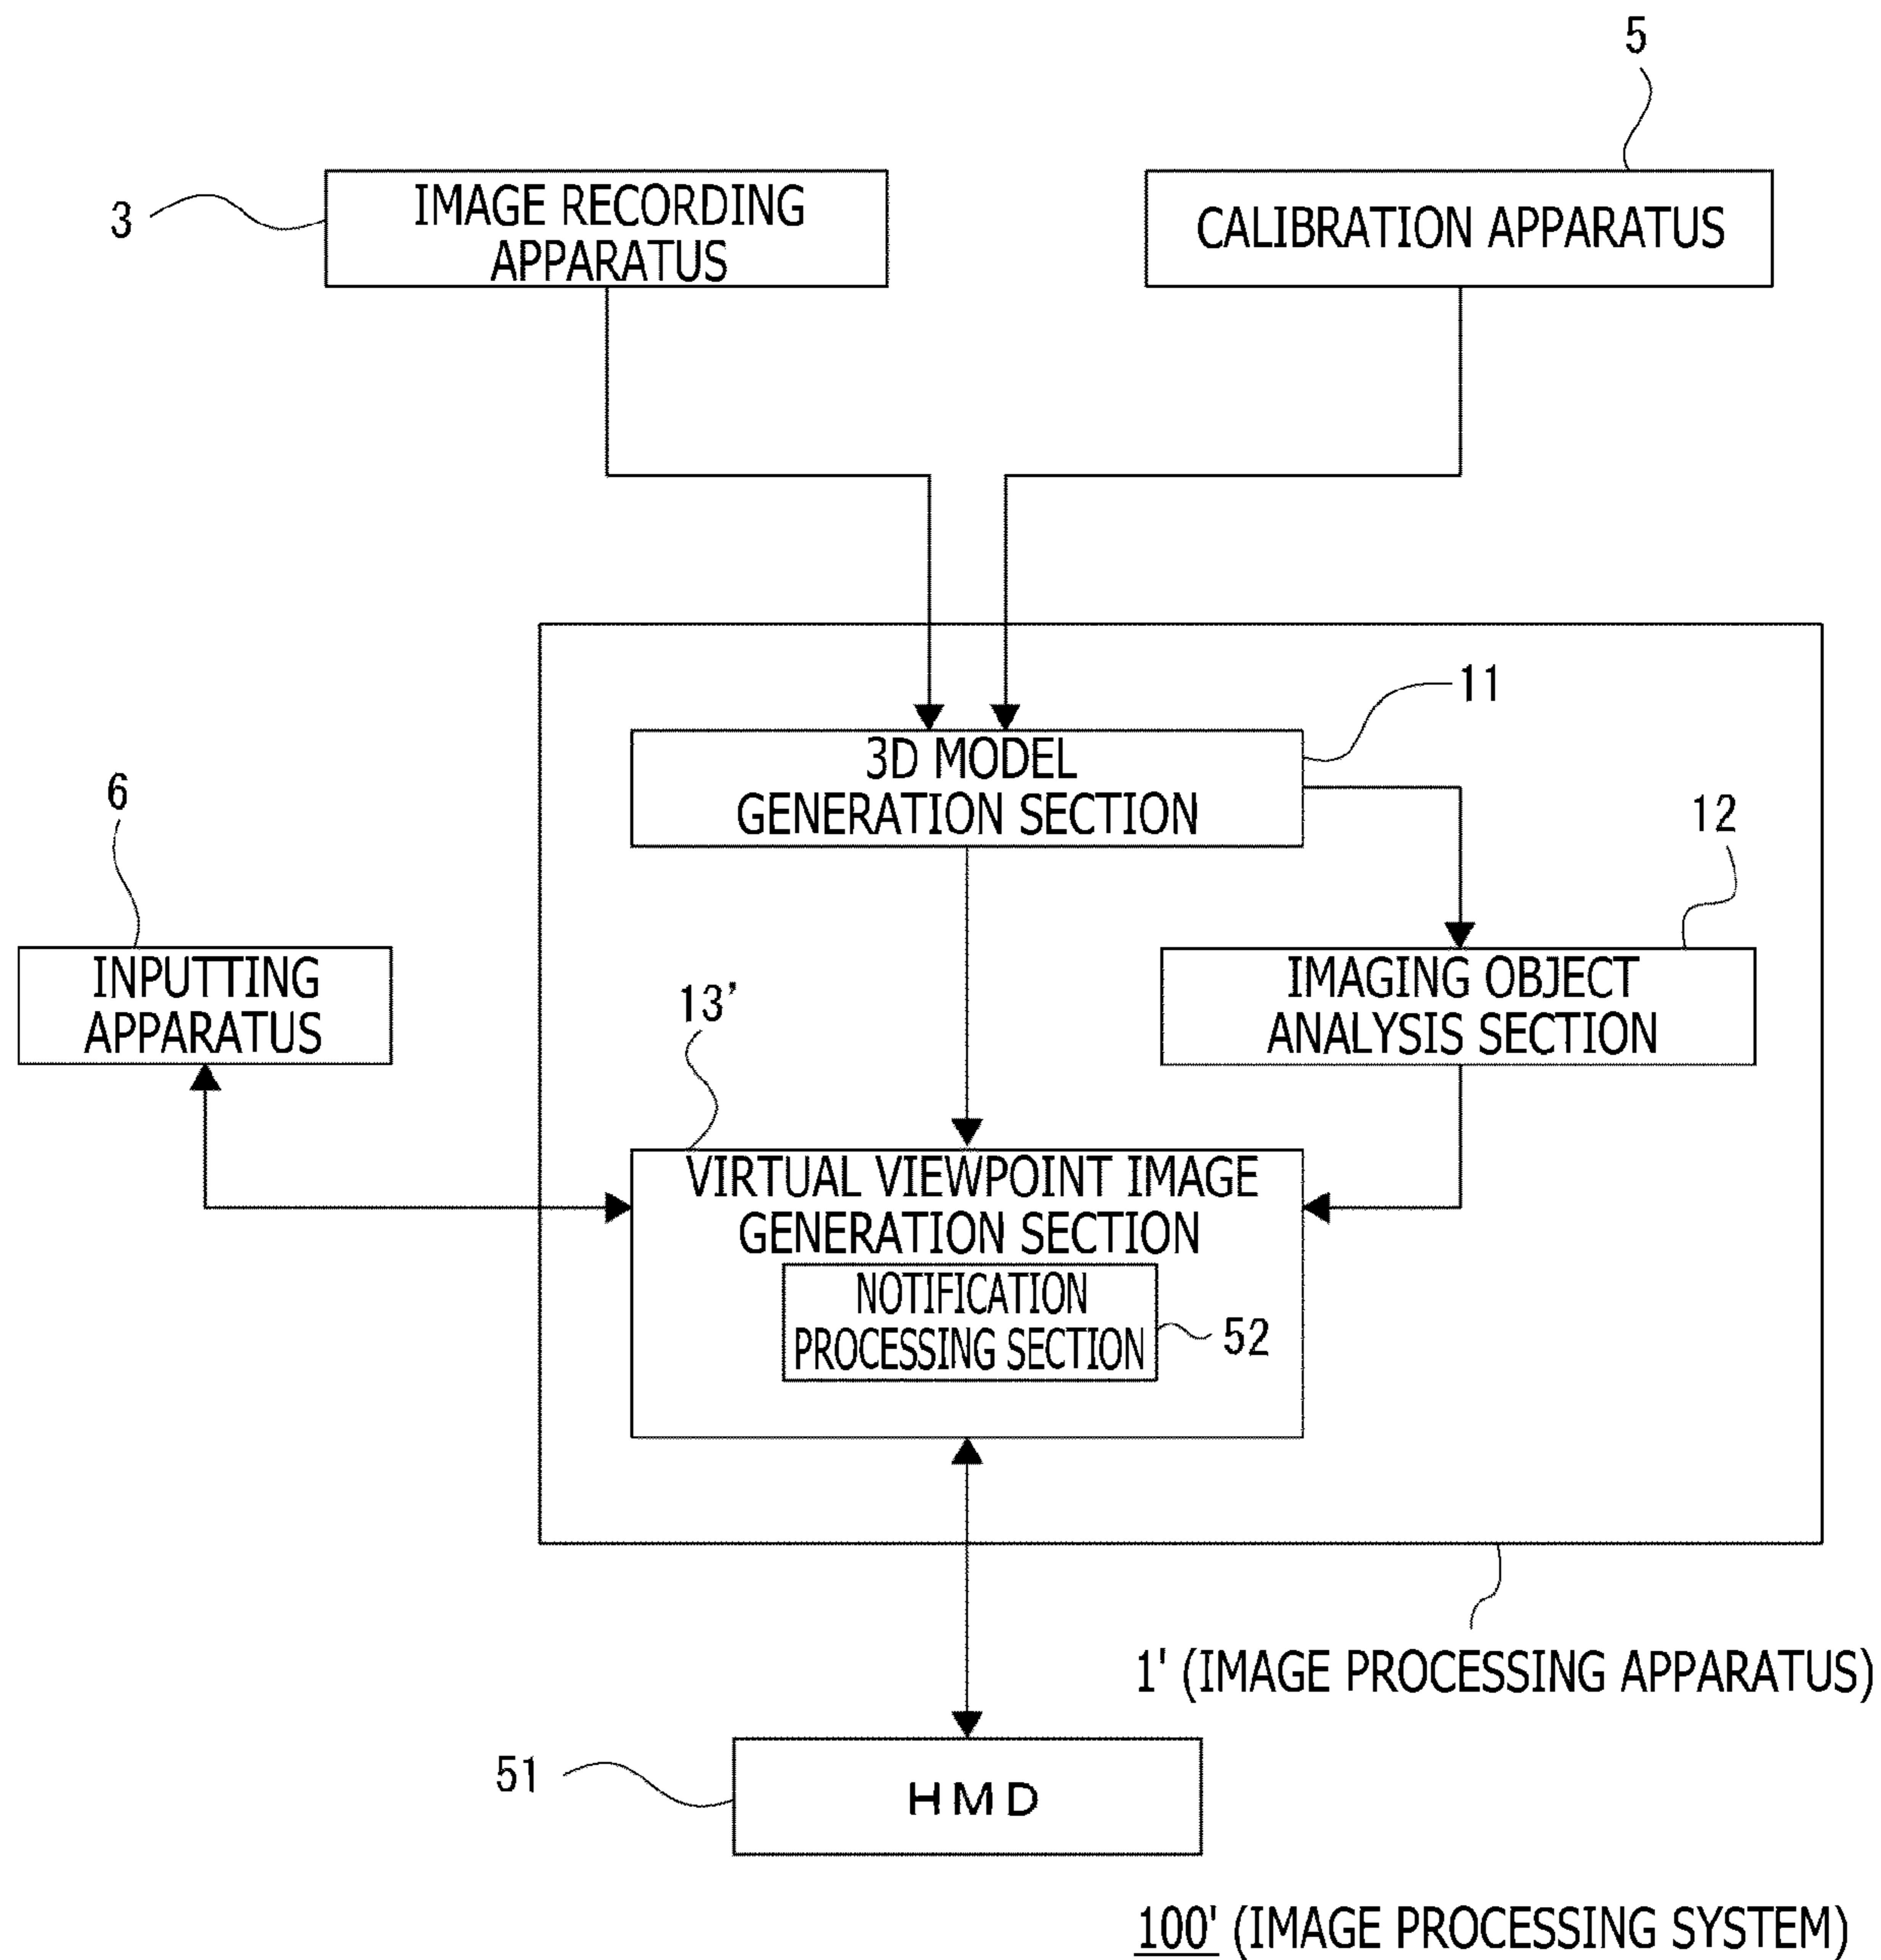 5
3
IMAGE RECORDING
APPARATUS
CALIBRATION APPARATUS
11
3D MODEL
GENERATION SECTION
6
12
INPUTTING
APPARATUS
IMAGING OBJECT
ANALYSIS SECTION
13'
VIRTUAL VIEWPOINT IMAGE
GENERATION SECTION
NOTIFICATION
PROCESSING SECTION
52
1' (IMAGE PROCESSING APPARATUS)
51
HMD
100' (IMAGE PROCESSING SYSTEM)